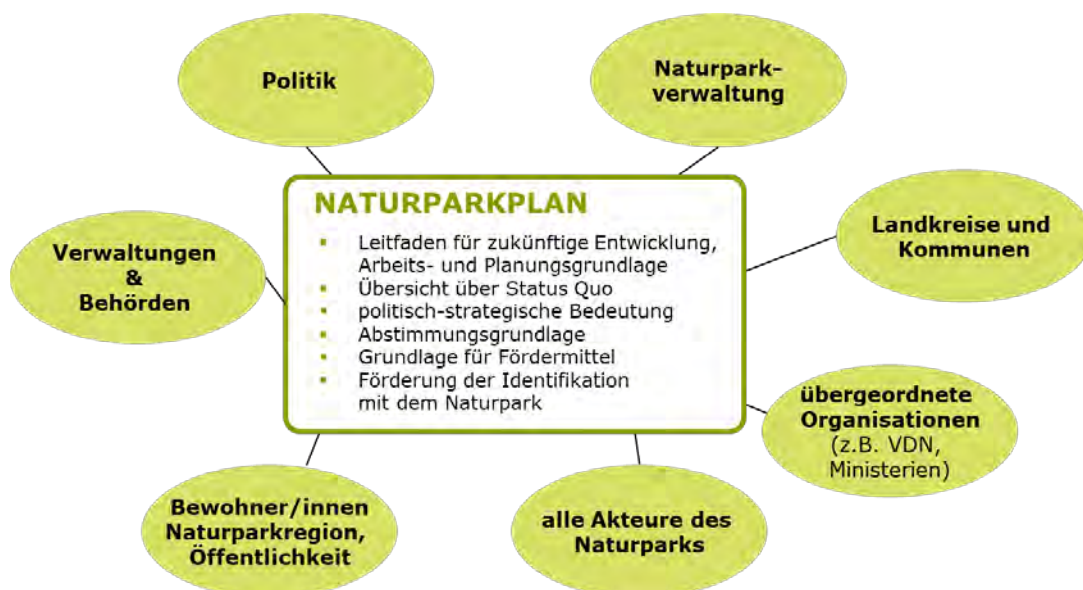 Politik
Naturpark-
verwaltung
Verwaltungen
&
Behörden
NATURPARKPLAN
▪ Leitfaden für zukünftige Entwicklung,
Arbeits- und Planungsgrundlage
▪ Übersicht über Status Quo
▪ politisch-strategische Bedeutung
▪ Abstimmungsgrundlage
▪ Grundlage für Fördermittel
▪ Förderung der Identifikation
mit dem Naturpark
Landkreise und
Kommunen
übergeordnete
Organisationen
(z.B. VDN,
Ministerien)
Bewohner/innen
Naturparkregion,
Öffentlichkeit
alle Akteure des
Naturparks